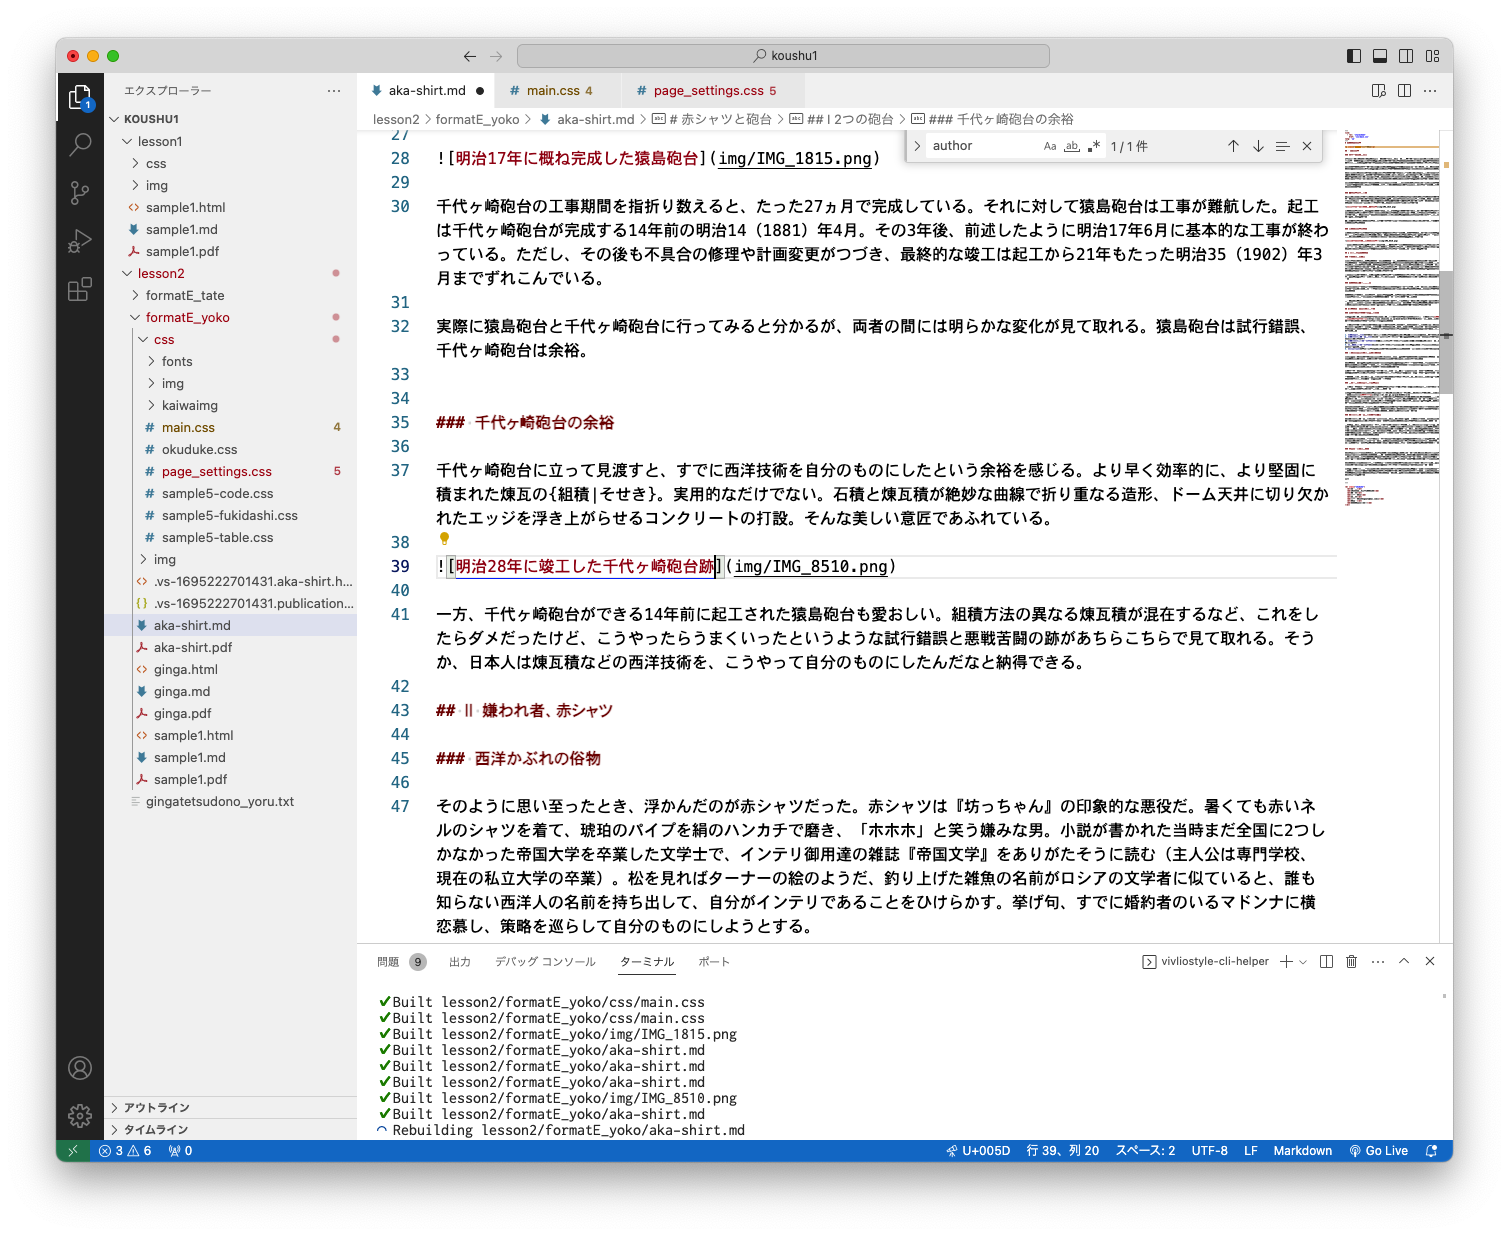 koushu1
エクスプローラー
aka-shirt.md
main.css 4
page_settings.css 5
1
KOUSHU1
lesson1
css
img
sample1.html
sample1.md
sample1.pdf
lesson2
formatE_tate
formatE_yoko
css
fonts
img
kaiwaimg
main.css 4
okuduke.css
page_settings.css 5
sample5-code.css
sample5-fukidashi.css
sample5-table.css
img
.vs-1695222701431.aka-shirt.h...
.vs-1695222701431.publication...
aka-shirt.md
aka-shirt.pdf
ginga.html
ginga.md
ginga.pdf
sample1.html
sample1.md
sample1.pdf
gingatetsudono_yoru.txt
アウトライン
タイムライン
lesson2 > formatE_yoko > aka-shirt.md > # 赤シャツと砲台 > ## Ⅰ 2つの砲台 > ### 千代ヶ崎砲台の余裕
author Aa ab .* 1 / 1 件
27
28 ![明治17年に概ね完成した猿島砲台](img/IMG_1815.png)
29
30 千代ヶ崎砲台の工事期間を指折り数えると、たった27ヵ月で完成している。それに対して猿島砲台は工事が難航した。起工
は千代ヶ崎砲台が完成する14年前の明治14（1881）年4月。その3年後、前述したように明治17年6月に基本的な工事が終わ
っている。ただし、その後も不具合の修理や計画変更がつづき、最終的な竣工は起工から21年もたった明治35（1902）年3
月までずれこんでいる。
31
32 実際に猿島砲台と千代ヶ崎砲台に行ってみると分かるが、両者の間には明らかな変化が見て取れる。猿島砲台は試行錯誤、
千代ヶ崎砲台は余裕。
33
34
35 ### 千代ヶ崎砲台の余裕
36
37 千代ヶ崎砲台に立って見渡すと、すでに西洋技術を自分のものにしたという余裕を感じる。より早く効率的に、より堅固に
積まれた煉瓦の{組積|そせき}。実用的なだけでない。石積と煉瓦積が絶妙な曲線で折り重なる造形、ドーム天井に切り欠か
れたエッジを浮き上がらせるコンクリートの打設。そんな美しい意匠であふれている。
38
39 ![明治28年に竣工した千代ヶ崎砲台跡](img/IMG_8510.png)
40
41 一方、千代ヶ崎砲台ができる14年前に起工された猿島砲台も愛おしい。組積方法の異なる煉瓦積が混在するなど、これをし
たらダメだったけど、こうやったらうまくいったというような試行錯誤と悪戦苦闘の跡があちらこちらで見て取れる。そう
か、日本人は煉瓦積などの西洋技術を、こうやって自分のものにしたんだなと納得できる。
42
43 ## Ⅱ 嫌われ者、赤シャツ
44
45 ### 西洋かぶれの俗物
46
47 そのように思い至ったとき、浮かんだのが赤シャツだった。赤シャツは『坊っちゃん』の印象的な悪役だ。暑くても赤いネ
ルのシャツを着て、琥珀のパイプを絹のハンカチで磨き、「ホホホ」と笑う嫌みな男。小説が書かれた当時まだ全国に2つし
かなかった帝国大学を卒業した文学士で、インテリ御用達の雑誌『帝国文学』をありがたそうに読む（主人公は専門学校、
現在の私立大学の卒業）。松を見ればターナーの絵のようだ、釣り上げた雑魚の名前がロシアの文学者に似ていると、誰も
知らない西洋人の名前を持ち出して、自分がインテリであることをひけらかす。挙げ句、すでに婚約者のいるマドンナに横
恋慕し、策略を巡らして自分のものにしようとする。
問題 9 出力 デバッグ コンソール ターミナル ポート vivliostyle-cli-helper
Built lesson2/formatE_yoko/css/main.css
Built lesson2/formatE_yoko/css/main.css
Built lesson2/formatE_yoko/img/IMG_1815.png
Built lesson2/formatE_yoko/aka-shirt.md
Built lesson2/formatE_yoko/aka-shirt.md
Built lesson2/formatE_yoko/aka-shirt.md
Built lesson2/formatE_yoko/img/IMG_8510.png
Built lesson2/formatE_yoko/aka-shirt.md
Rebuilding lesson2/formatE_yoko/aka-shirt.md
3 6 0 U+005D 行 39、列 20 スペース: 2 UTF-8 LF Markdown Go Live